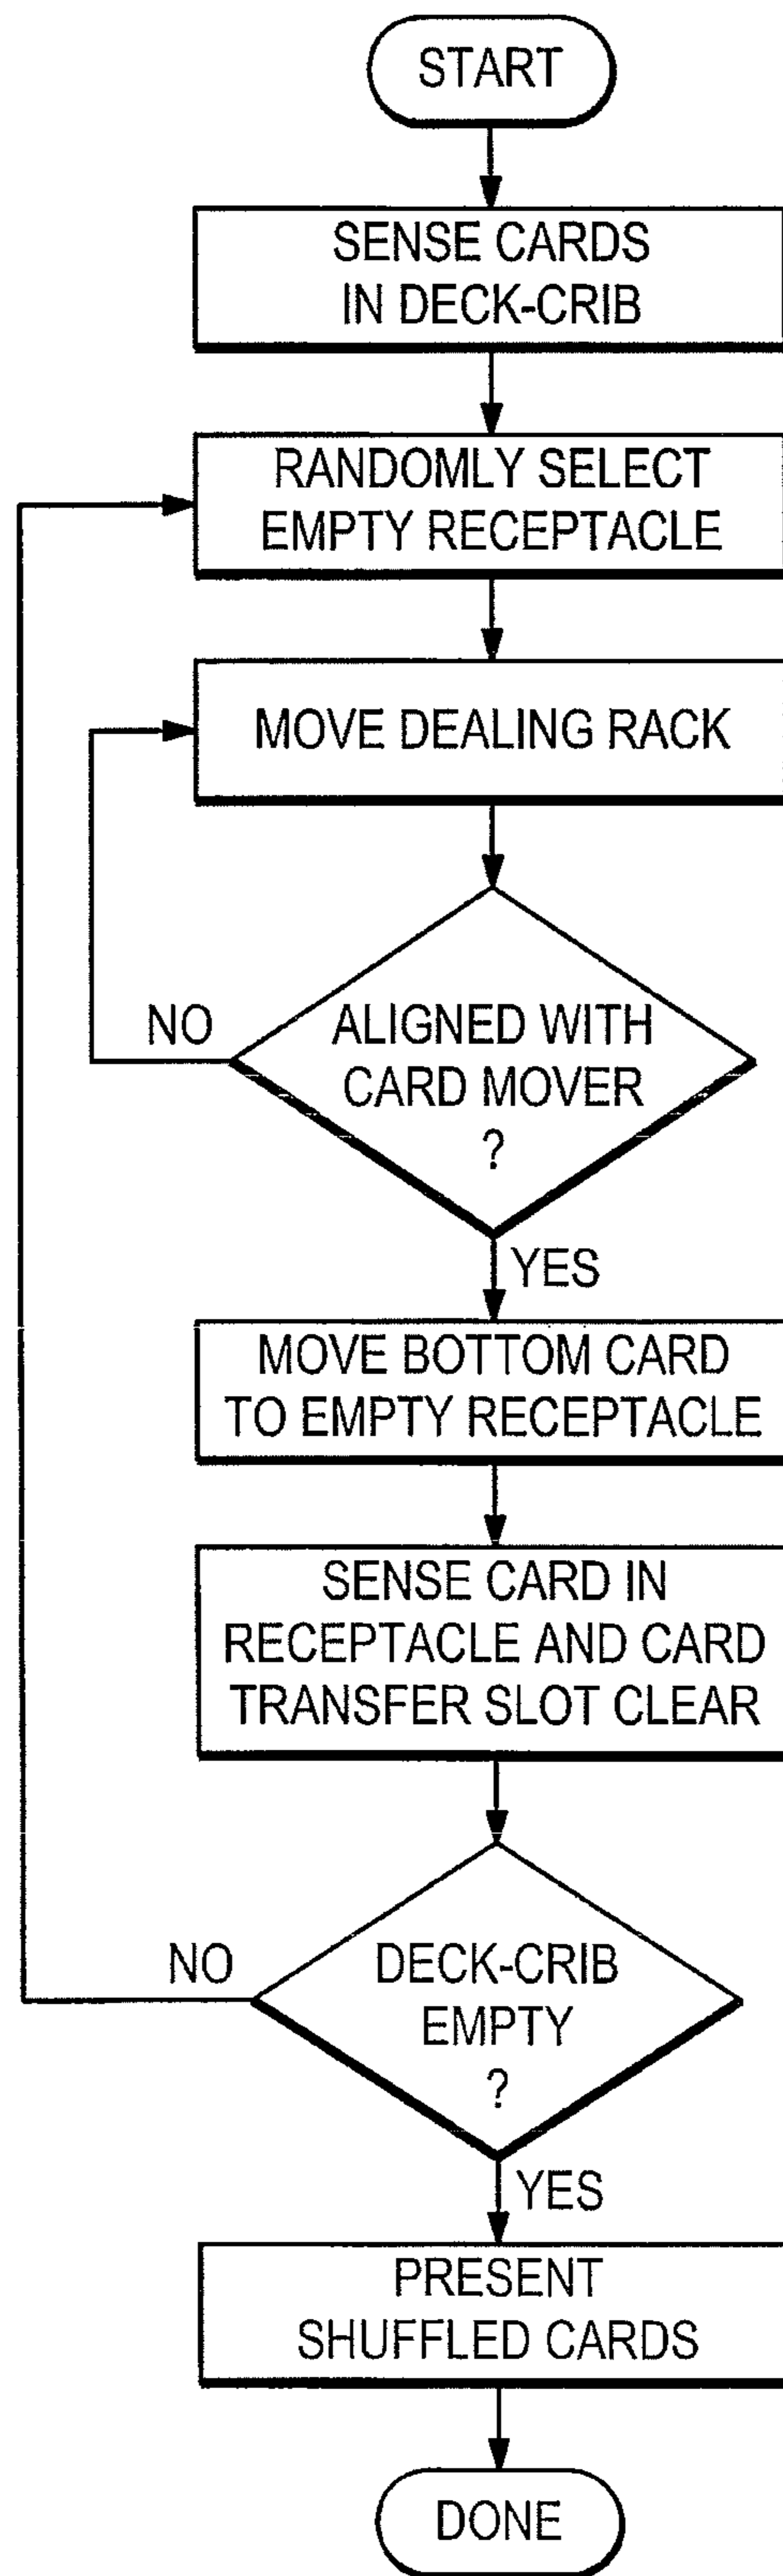 START
SENSE CARDS
IN DECK-CRIB
RANDOMLY SELECT
EMPTY RECEPTACLE
MOVE DEALING RACK
NO
ALIGNED WITH
CARD MOVER
?
YES
MOVE BOTTOM CARD
TO EMPTY RECEPTACLE
SENSE CARD IN
RECEPTACLE AND CARD
TRANSFER SLOT CLEAR
NO
DECK-CRIB
EMPTY
?
YES
PRESENT
SHUFFLED CARDS
DONE